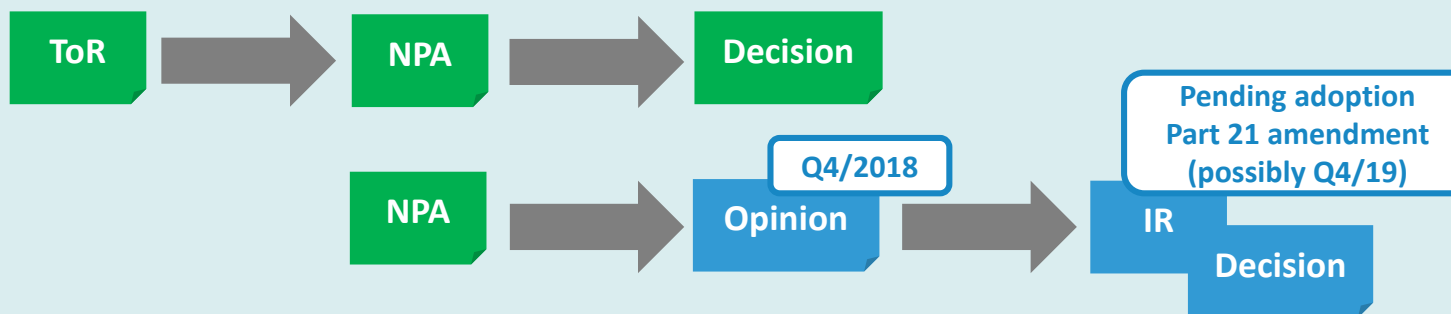 ToR
NPA
Decision
Pending adoption
Part 21 amendment
(possibly Q4/19)
Q4/2018
NPA
Opinion
IR
Decision